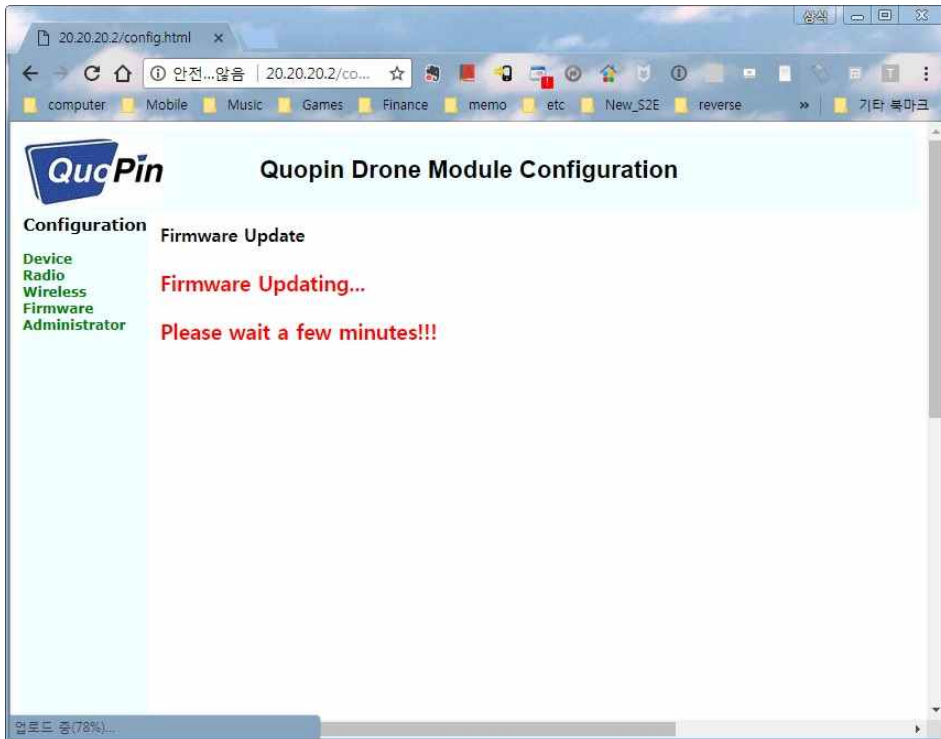 상식
20.20.20.2/config.html
안전...않음 20.20.20.2/co...
computer Mobile Music Games Finance memo etc New_S2E reverse » 기타 북마크
QuoPin
Quopin Drone Module Configuration
Configuration
Device
Radio
Wireless
Firmware
Administrator
Firmware Update
Firmware Updating...
Please wait a few minutes!!!
업로드 중(78%)...